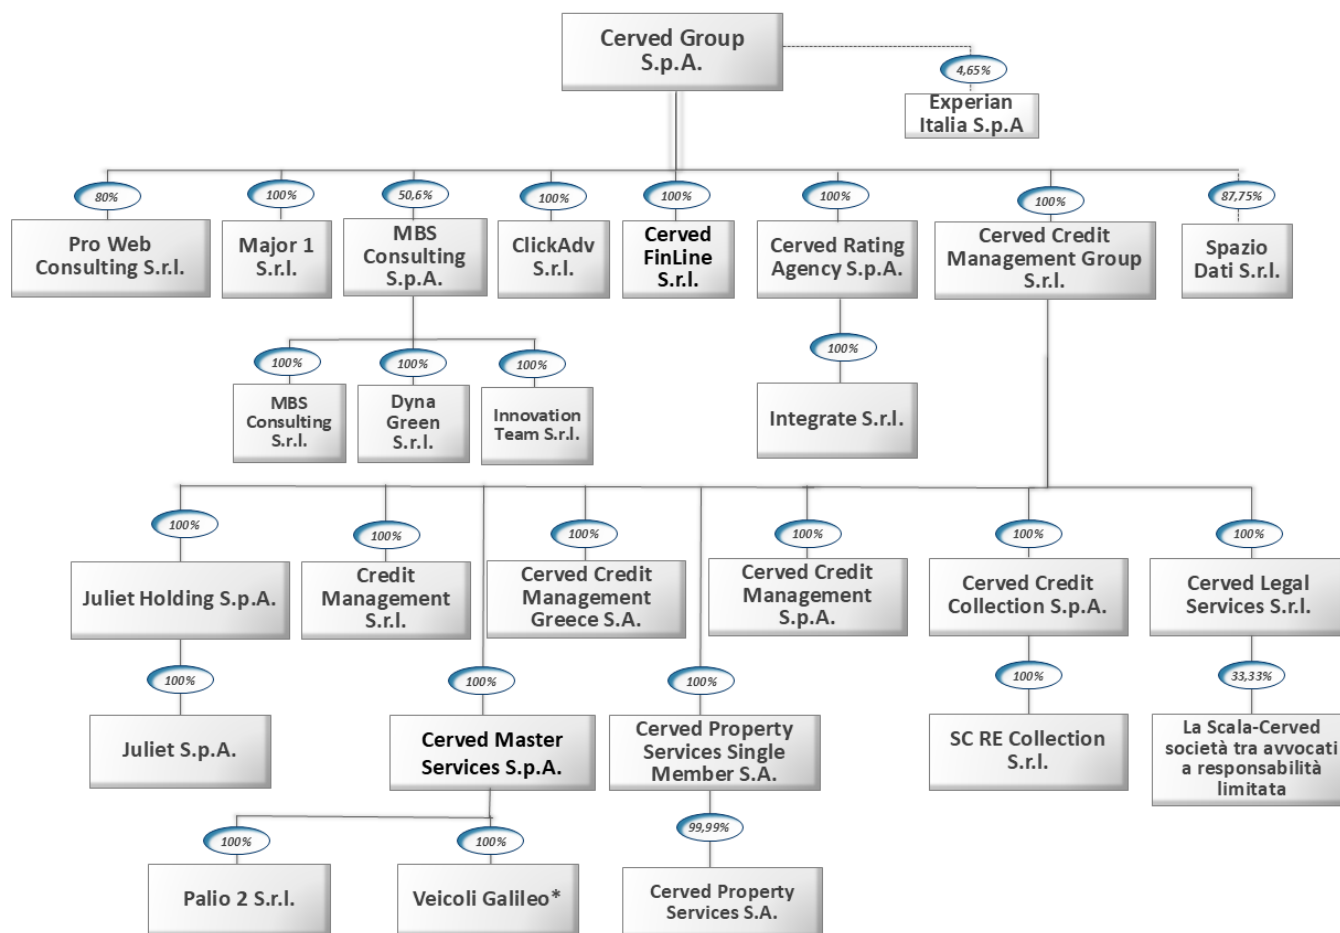 Cerved Group
S.p.A.
4,65%
Experian
Italia S.p.A
80%
100%
50,6%
100%
100%
100%
100%
87,75%
Pro Web
Consulting S.r.l.
Major 1
S.r.l.
MBS
Consulting
S.p.A.
ClickAdv
S.r.l.
Cerved
FinLine
S.r.l.
Cerved Rating
Agency S.p.A.
Cerved Credit
Management Group
S.r.l.
Spazio
Dati S.r.l.
100%
100%
100%
100%
MBS
Consulting
S.r.l.
Dyna
Green
S.r.l.
Innovation
Team S.r.l.
Integrate S.r.l.
100%
100%
100%
100%
100%
100%
Juliet Holding S.p.A.
Credit
Management
S.r.l.
Cerved Credit
Management
Greece S.A.
Cerved Credit
Management
S.p.A.
Cerved Credit
Collection S.p.A.
Cerved Legal
Services S.r.l.
100%
100%
100%
100%
33,33%
Juliet S.p.A.
Cerved Master
Services S.p.A.
Cerved Property
Services Single
Member S.A.
SC RE Collection
S.r.l.
La Scala-Cerved
società tra avvocati
a responsabilità
limitata
100%
100%
99,99%
Palio 2 S.r.l.
Veicoli Galileo*
Cerved Property
Services S.A.